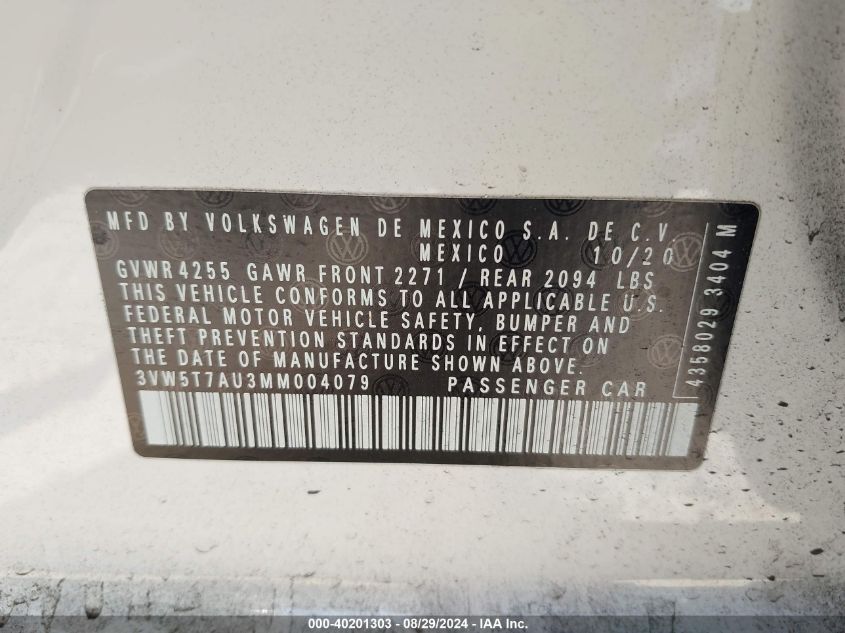 MFD BY VOLKSWAGEN DE MEXICO S.A. DE C.V.
MEXICO 10/20
GVWR 4255 GAWR FRONT 2271 / REAR 2094 LBS
THIS VEHICLE CONFORMS TO ALL APPLICABLE U.S.
FEDERAL MOTOR VEHICLE SAFETY, BUMPER AND
THEFT PREVENTION STANDARDS IN EFFECT ON
THE DATE OF MANUFACTURE SHOWN ABOVE.
3VW5T7AU3MM004079 PASSENGER CAR
4358029 3404 M
000-40201303 - 08/29/2024 - IAA Inc.